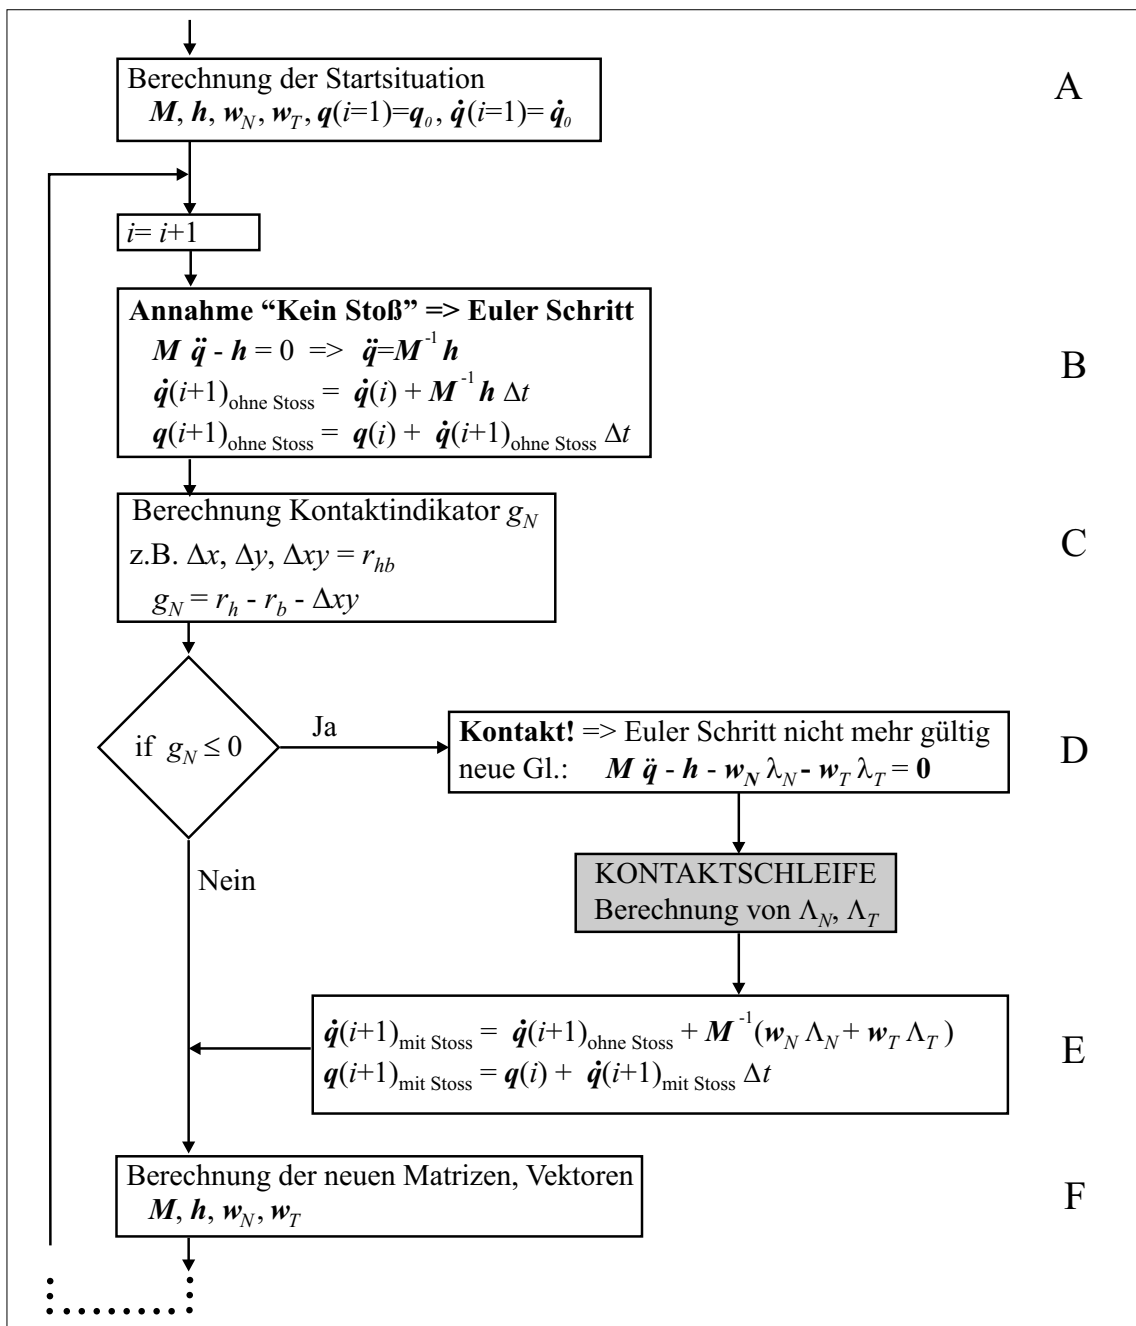 Berechnung der Startsituation
M, h, w_N, w_T, q(i=1)=q_0, q̇(i=1)= q̇_0
A
i= i+1
Annahme “Kein Stoß” => Euler Schritt
M q̈ - h = 0 => q̈=M^-1 h
B
q̇(i+1)_ohne Stoss = q̇(i) + M^-1 h Δt
q(i+1)_ohne Stoss = q(i) + q̇(i+1)_ohne Stoss Δt
Berechnung Kontaktindikator g_N
z.B. Δx, Δy, Δxy = r_hb
C
g_N = r_h - r_b - Δxy
Ja
if g_N ≤ 0
Kontakt! => Euler Schritt nicht mehr gültig
neue Gl.: M q̈ - h - w_N λ_N - w_T λ_T = 0
D
Nein
KONTAKTSCHLEIFE
Berechnung von Λ_N, Λ_T
q̇(i+1)_mit Stoss = q̇(i+1)_ohne Stoss + M^-1(w_N Λ_N + w_T Λ_T)
q(i+1)_mit Stoss = q(i) + q̇(i+1)_mit Stoss Δt
E
Berechnung der neuen Matrizen, Vektoren
M, h, w_N, w_T
F